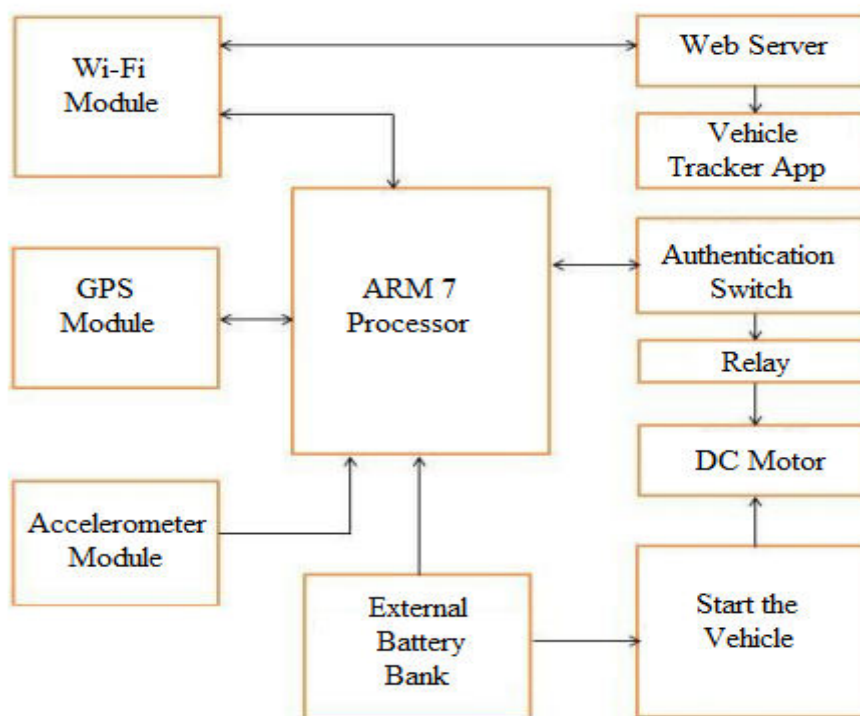 Wi-Fi
Module
Web Server
Vehicle
Tracker App
GPS
Module
ARM 7
Processor
Authentication
Switch
Relay
DC Motor
Accelerometer
Module
External
Battery
Bank
Start the
Vehicle